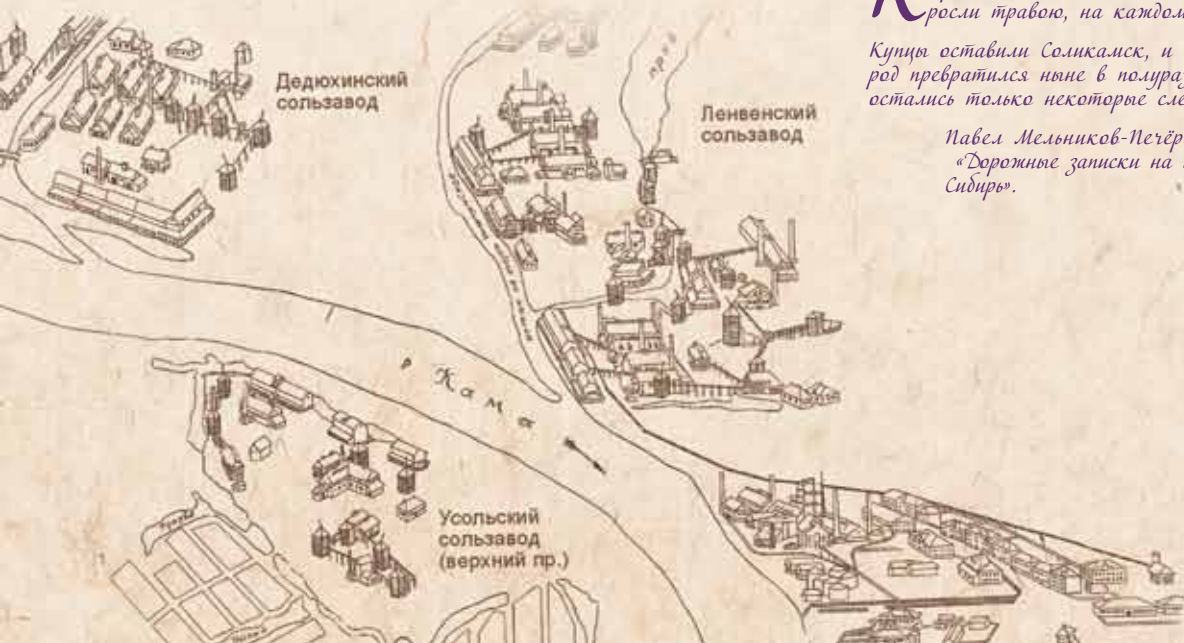 росли травою, на каждом
Купцы оставили Соликамск, и
род превратился ныне в полура
остались только некоторые сле
Павел Мельников-Печёр
«Дорожные записки на
Сибирь».
Дедюхинский
сользавод
Ленвенский
сользавод
пруд
р Кама
Усольский
сользавод
(верхний пр.)